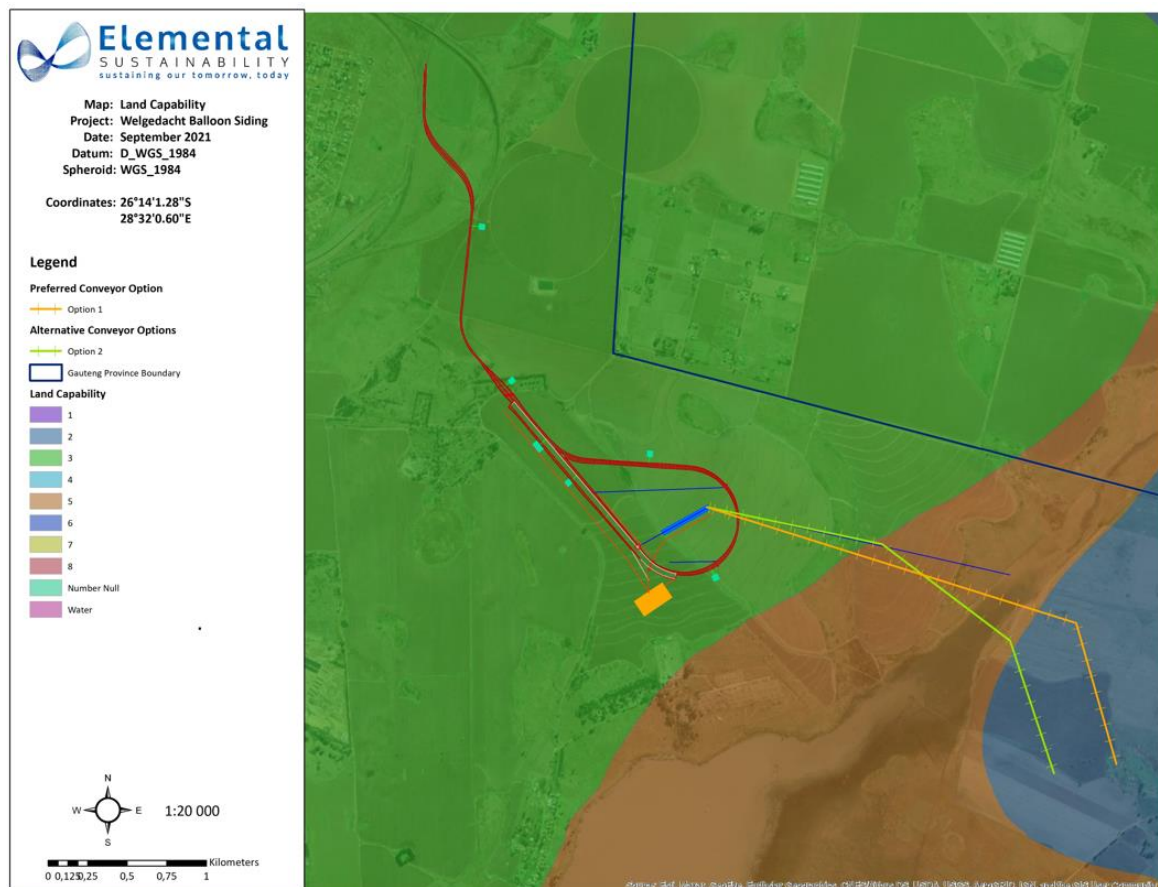 Elemental
SUSTAINABILITY
sustaining our tomorrow, today
Map: Land Capability
Project: Welgedacht Balloon Siding
Date: September 2021
Datum: D_WGS_1984
Spheroid: WGS_1984
Coordinates: 26°14'1.28"S
28°32'0.60"E
Legend
Preferred Conveyor Option
Option 1
Alternative Conveyor Options
Option 2
Gauteng Province Boundary
Land Capability
1
2
3
4
5
6
7
8
Number Null
Water
N
W E
S
1:20 000
Kilometers
0 0,125 0,25 0,5 0,75 1